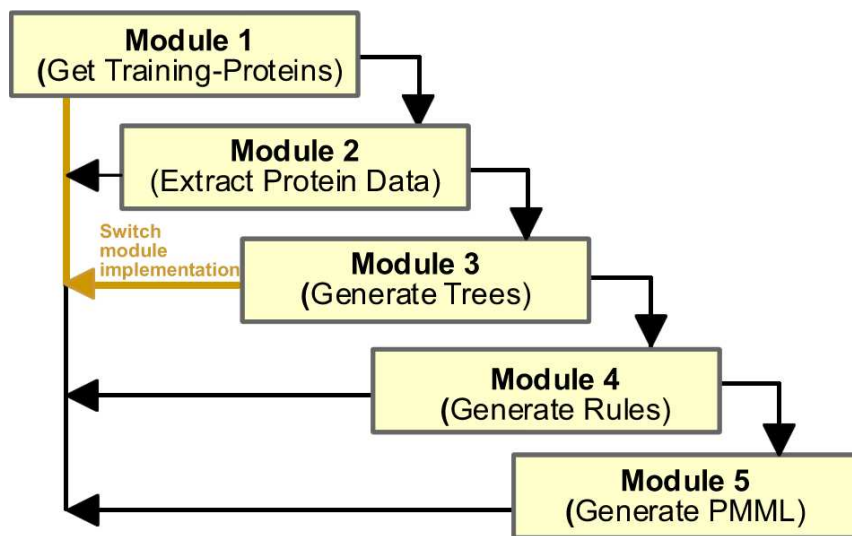 Module 1
(Get Training-Proteins)
Module 2
(Extract Protein Data)
Switch
module
implementation
Module 3
(Generate Trees)
Module 4
(Generate Rules)
Module 5
(Generate PMML)